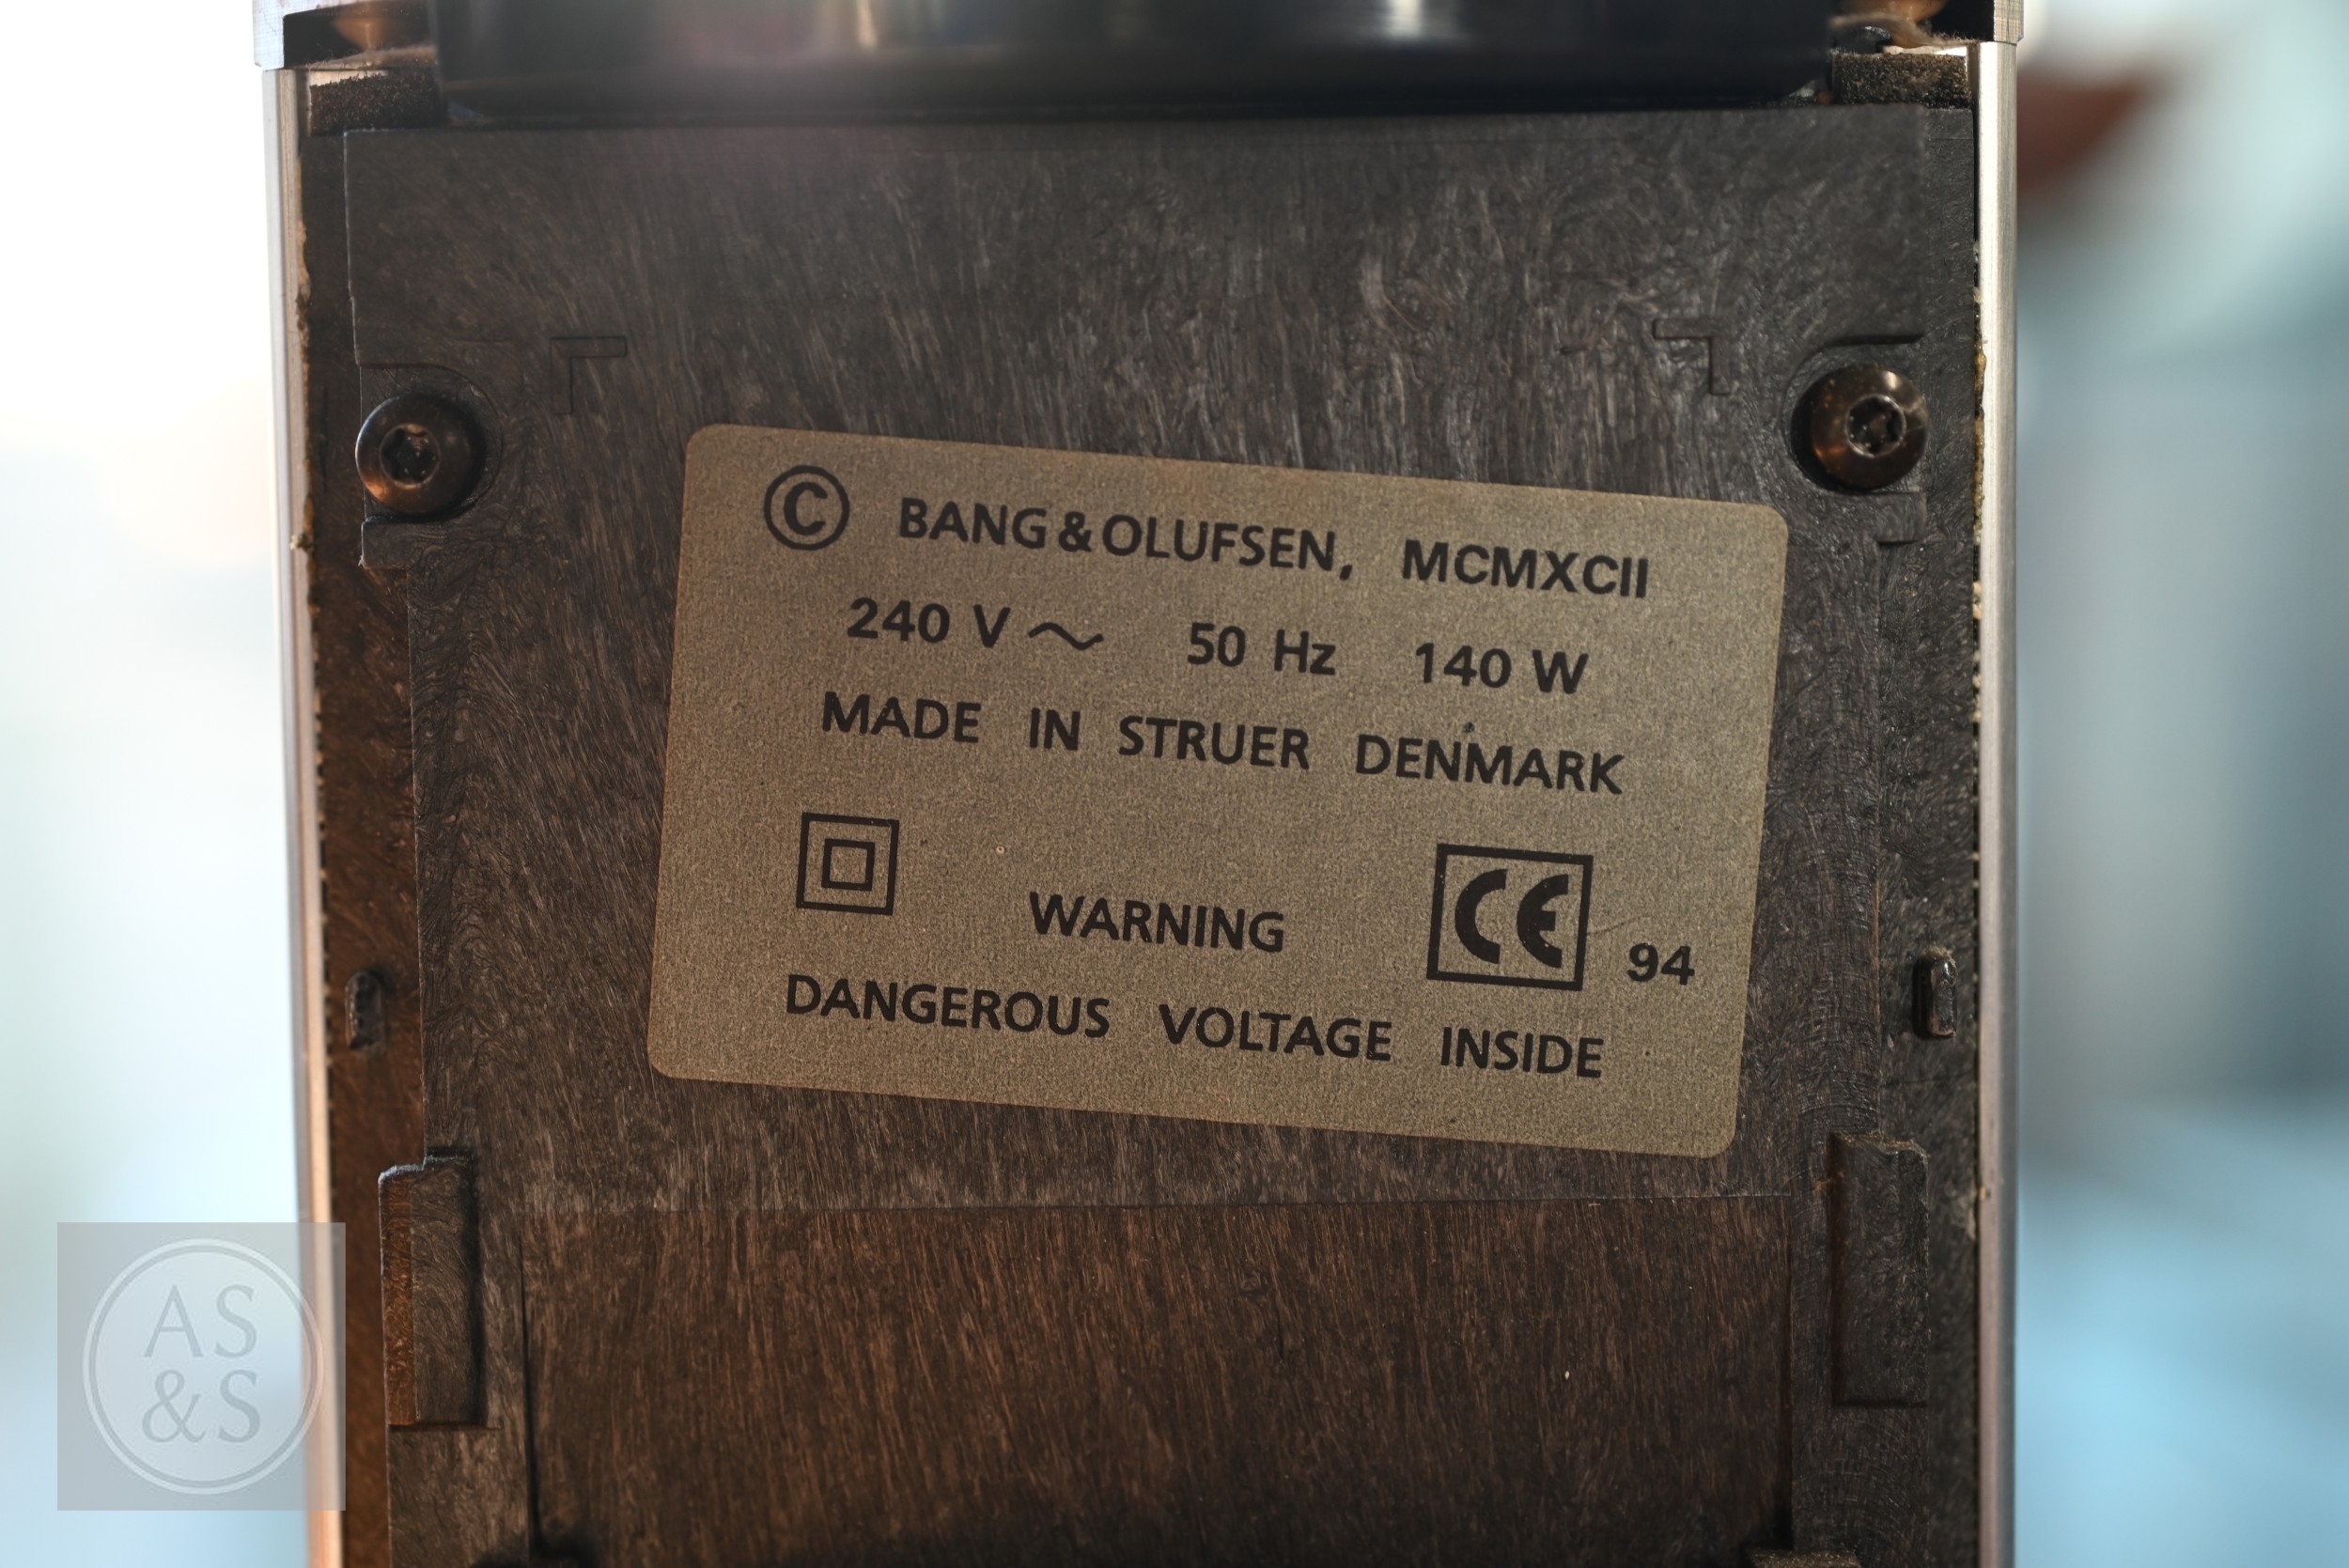 © BANG & OLUFSEN, MCMXCII
240 V ~ 50 Hz 140 W
MADE IN STRUER DENMARK
WARNING
CE 94
DANGEROUS VOLTAGE INSIDE
AS
&S